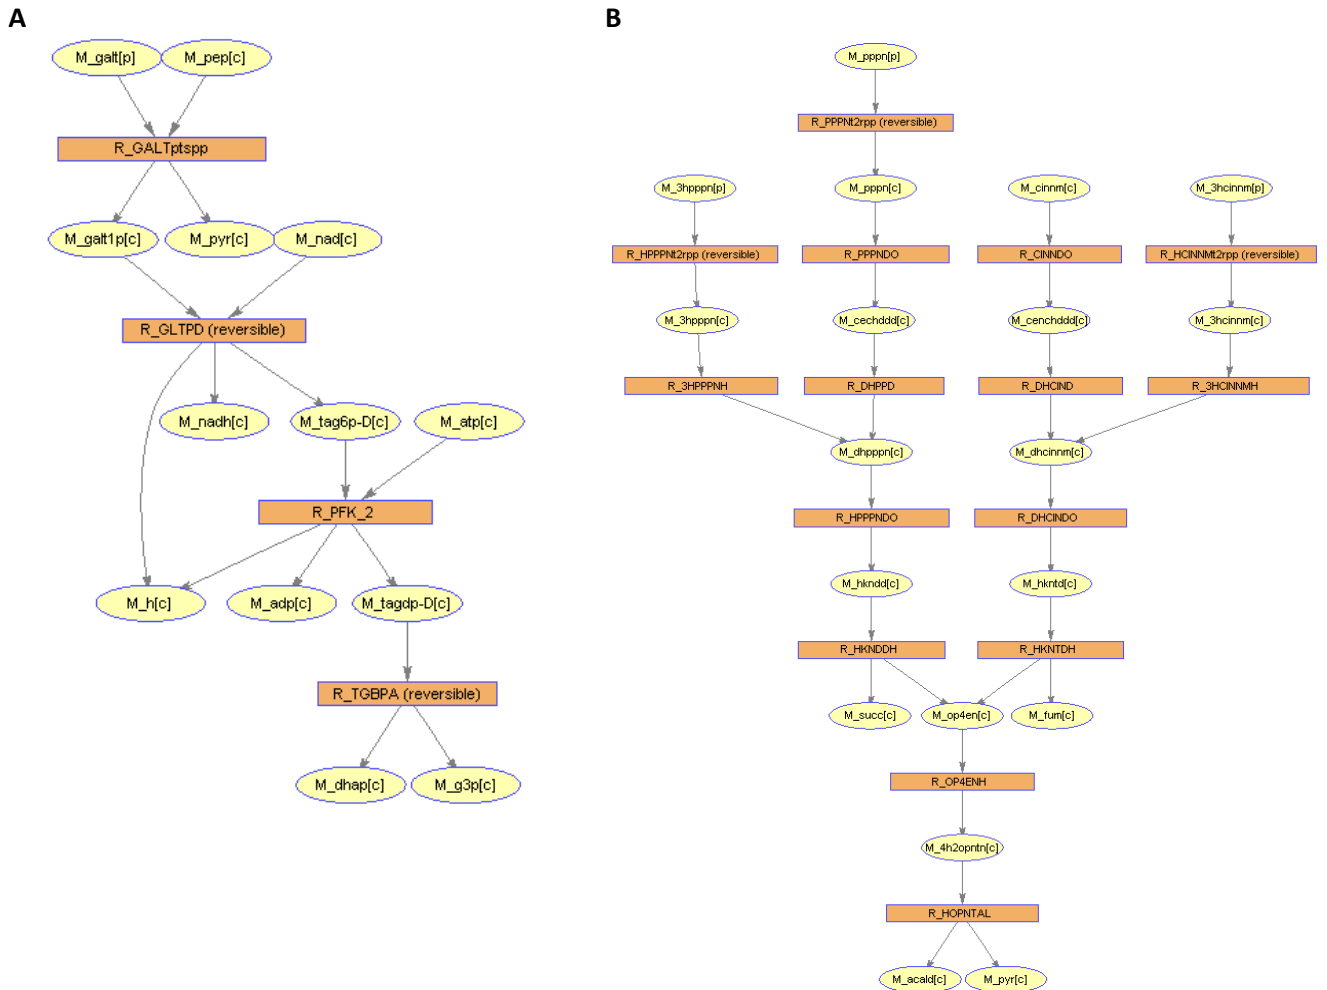 A
M_galt[p]
M_pep[c]
R_GALTptspp
M_galt1p[c]
M_pyr[c]
M_nad[c]
R_GLTPD (reversible)
M_nadh[c]
M_tag6p-D[c]
M_atp[c]
R_PFK_2
M_h[c]
M_adp[c]
M_tagdp-D[c]
R_TGBPA (reversible)
M_dhap[c]
M_g3p[c]
B
M_pppn[p]
R_PPPNt2rpp (reversible)
M_3hpppn[p]
M_pppn[c]
M_cinnm[c]
M_3hcinnm[p]
R_HPPPNt2rpp (reversible)
R_PPPNDO
R_CINNDO
R_HCINNMt2rpp (reversible)
M_3hpppn[c]
M_cechddd[c]
M_cenchddd[c]
M_3hcinnm[c]
R_3HPPPNH
R_DHPPD
R_DHCIND
R_3HCINNMH
M_dhpppn[c]
M_dhcinnm[c]
R_HPPPNDO
R_DHCINDO
M_hkndd[c]
M_hkntd[c]
R_HKNDDH
R_HKNTDH
M_succ[c]
M_op4en[c]
M_fum[c]
R_OP4ENH
M_4h2opntn[c]
R_HOPNTAL
M_acald[c]
M_pyr[c]